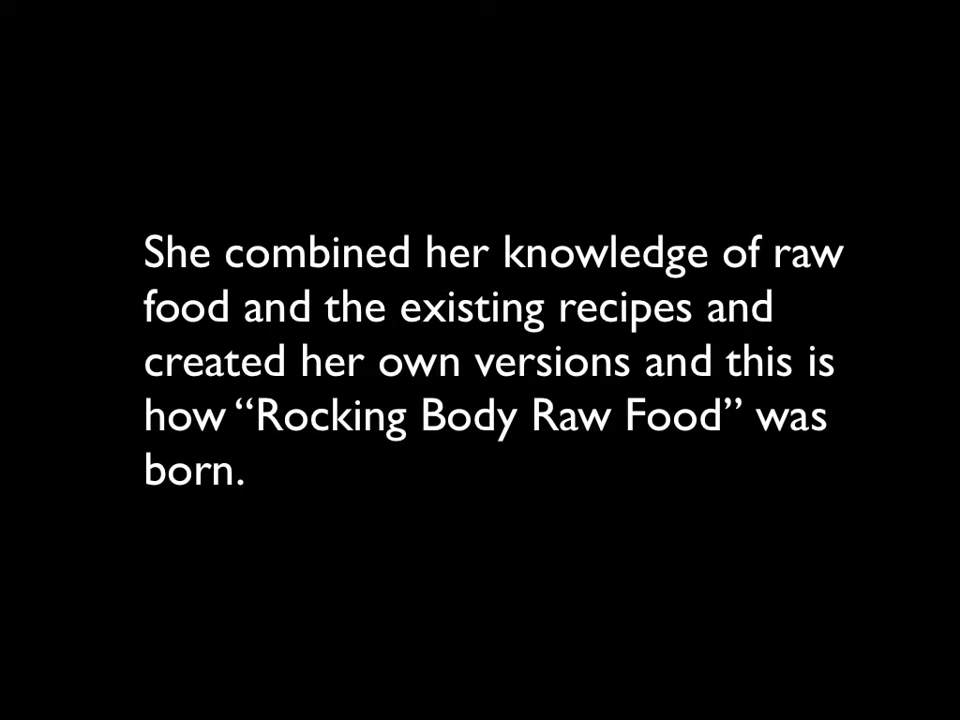 She combined her knowledge of raw
food and the existing recipes and
created her own versions and this is
how “Rocking Body Raw Food” was
born.